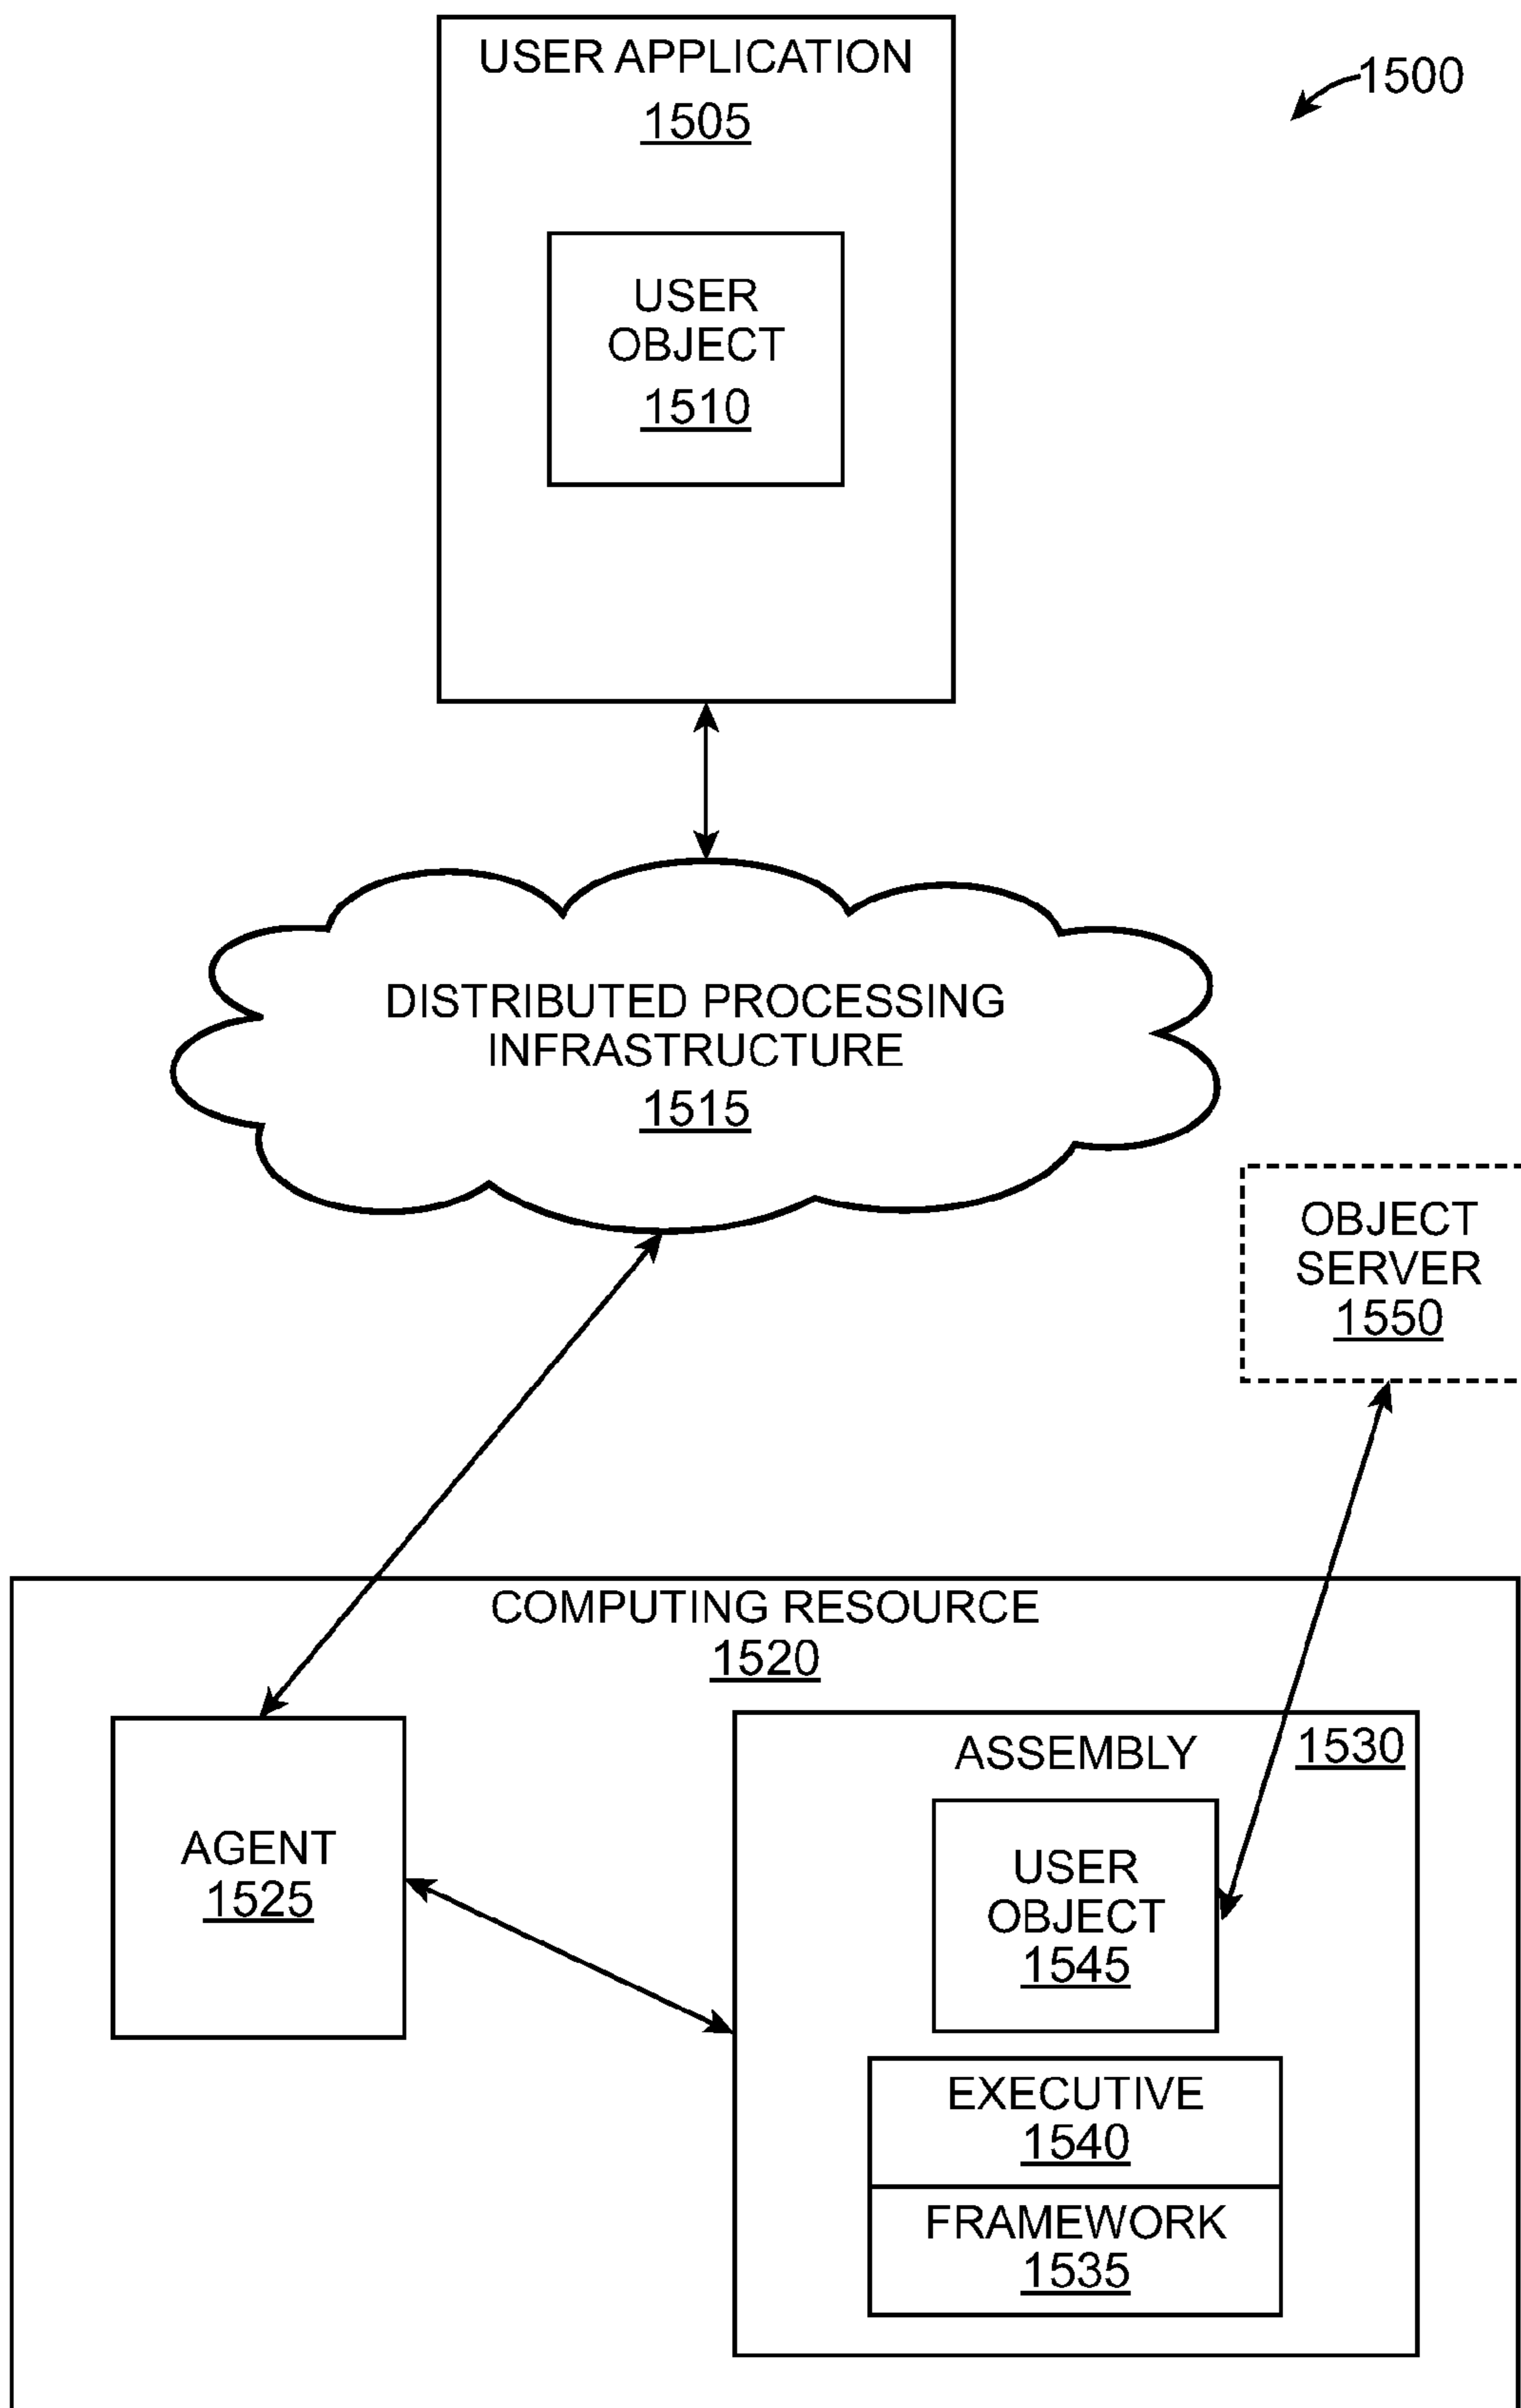 USER APPLICATION
1505
1500
USER
OBJECT
1510
DISTRIBUTED PROCESSING
INFRASTRUCTURE
1515
OBJECT
SERVER
1550
COMPUTING RESOURCE
1520
AGENT
1525
ASSEMBLY
1530
USER
OBJECT
1545
EXECUTIVE
1540
FRAMEWORK
1535